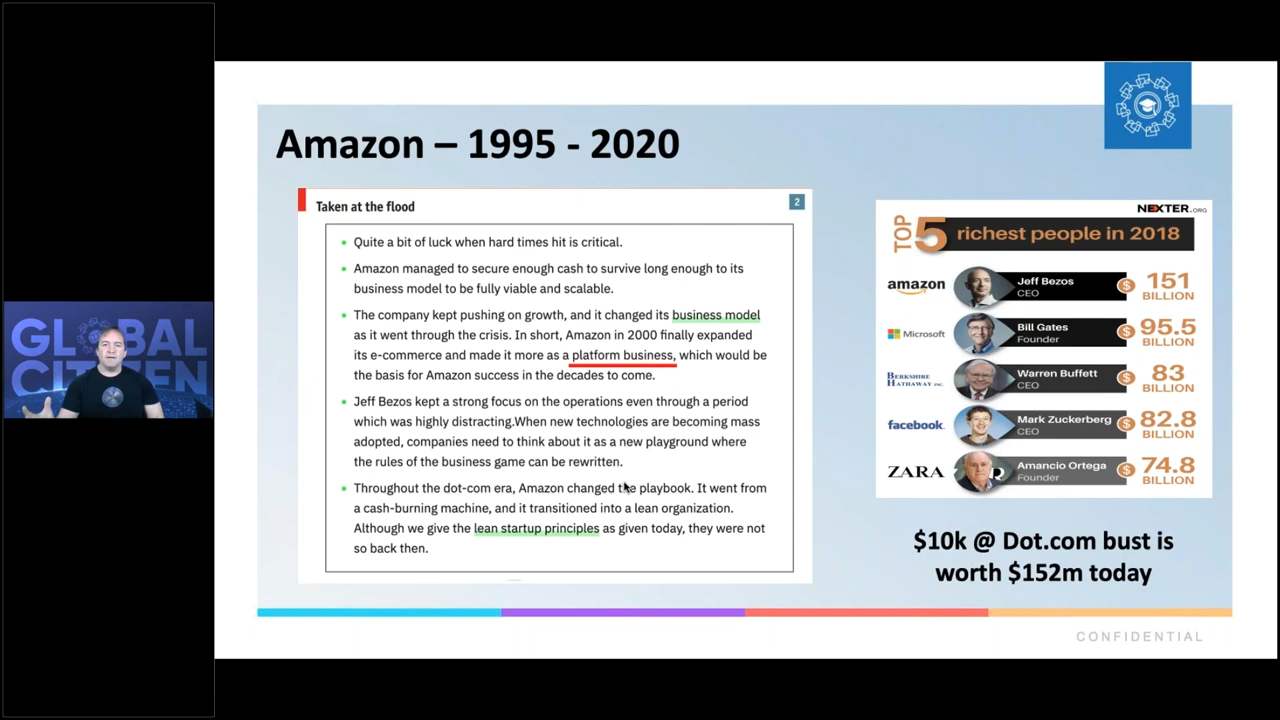 Amazon – 1995 - 2020
Taken at the flood
2
Quite a bit of luck when hard times hit is critical.
Amazon managed to secure enough cash to survive long enough to its
business model to be fully viable and scalable.
The company kept pushing on growth, and it changed its business model
as it went through the crisis. In short, Amazon in 2000 finally expanded
its e-commerce and made it more as a platform business, which would be
the basis for Amazon success in the decades to come.
Jeff Bezos kept a strong focus on the operations even through a period
which was highly distracting.When new technologies are becoming mass
adopted, companies need to think about it as a new playground where
the rules of the business game can be rewritten.
Throughout the dot-com era, Amazon changed the playbook. It went from
a cash-burning machine, and it transitioned into a lean organization.
Although we give the lean startup principles as given today, they were not
so back then.
NEXTER.ORG
TOP 5 richest people in 2018
amazon
Jeff Bezos
CEO
$ 151
BILLION
Microsoft
Bill Gates
Founder
$ 95.5
BILLION
BERKSHIRE
HATHAWAY INC.
Warren Buffett
CEO
$ 83
BILLION
facebook.
Mark Zuckerberg
CEO
$ 82.8
BILLION
ZARA
Amancio Ortega
Founder
$ 74.8
BILLION
$10k @ Dot.com bust is
worth $152m today
CONFIDENTIAL
GLOBAL
CITIZEN